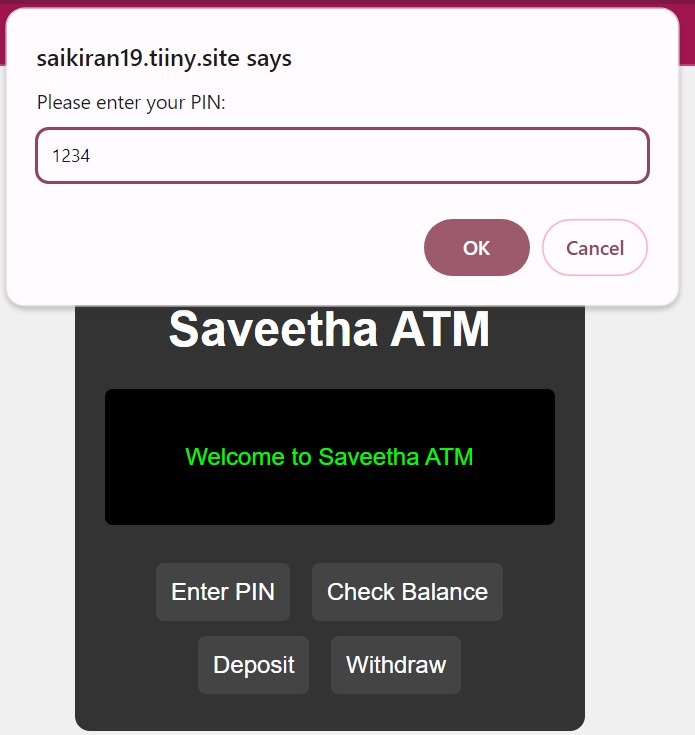 saikiran19.tiiny.site says
Please enter your PIN:
1234
OK Cancel
Saveetha ATM
Welcome to Saveetha ATM
Enter PIN Check Balance
Deposit Withdraw